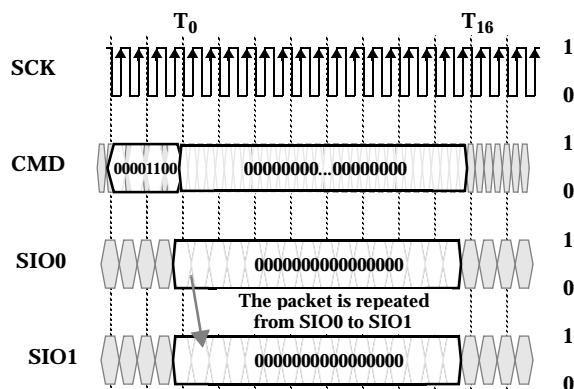 T0 T16
SCK 1
0
CMD 00001100 00000000...00000000 1
0
SIO0 0000000000000000 1
0
The packet is repeated
from SIO0 to SIO1
SIO1 0000000000000000 1
0